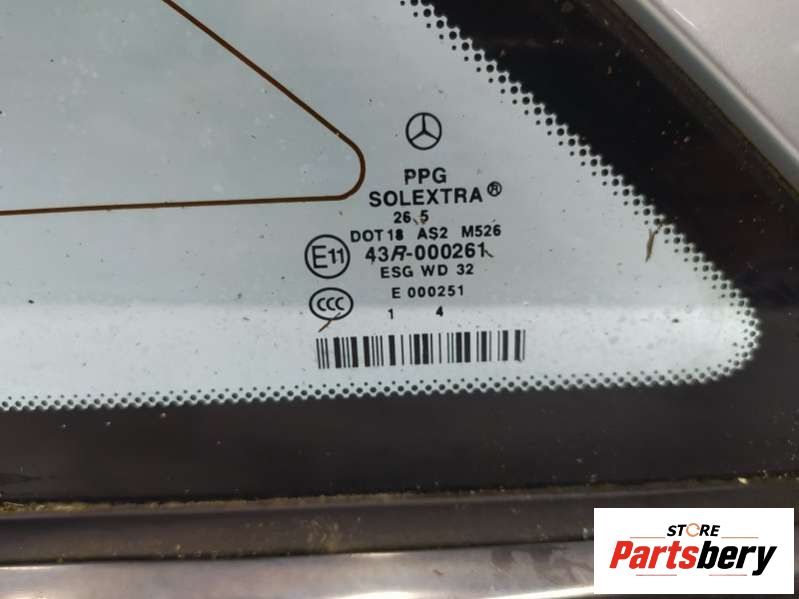 PPG
SOLEXTRA®
26.5
DOT18 AS2 M526
E11 43R-000261
ESG WD 32
CCC E 000251
1 4
STORE
Partsbery